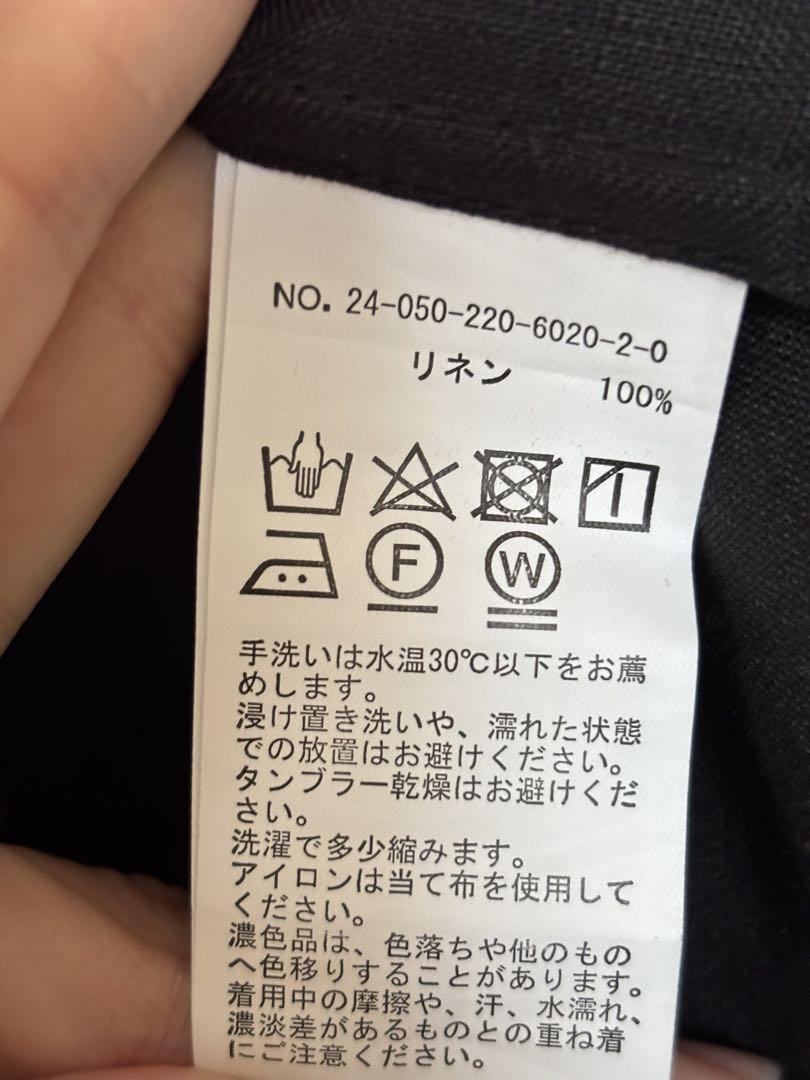 NO. 24-050-220-6020-2-0
リネン 100%
F W
手洗いは水温30℃以下をお薦
めします。
浸け置き洗いや、濡れた状態
での放置はお避けください。
タンブラー乾燥はお避けくだ
さい。
洗濯で多少縮みます。
アイロンは当て布を使用して
ください。
濃色品は、色落ちや他のもの
へ色移りすることがあります。
着用中の摩擦や、汗、水濡れ、
濃淡差があるものとの重ね着
にご注意ください。